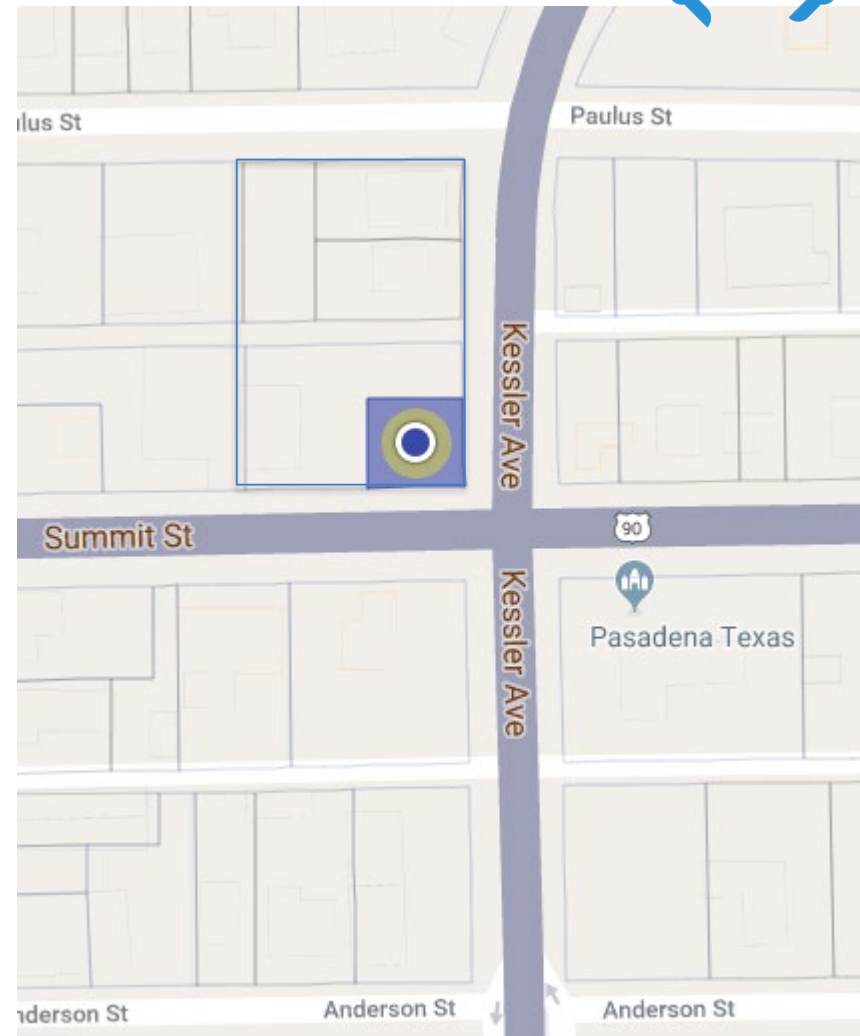 ulus St
Paulus St
Kessler Ave
Summit St
90
Kessler Ave
Pasadena Texas
nderson St
Anderson St
Anderson St